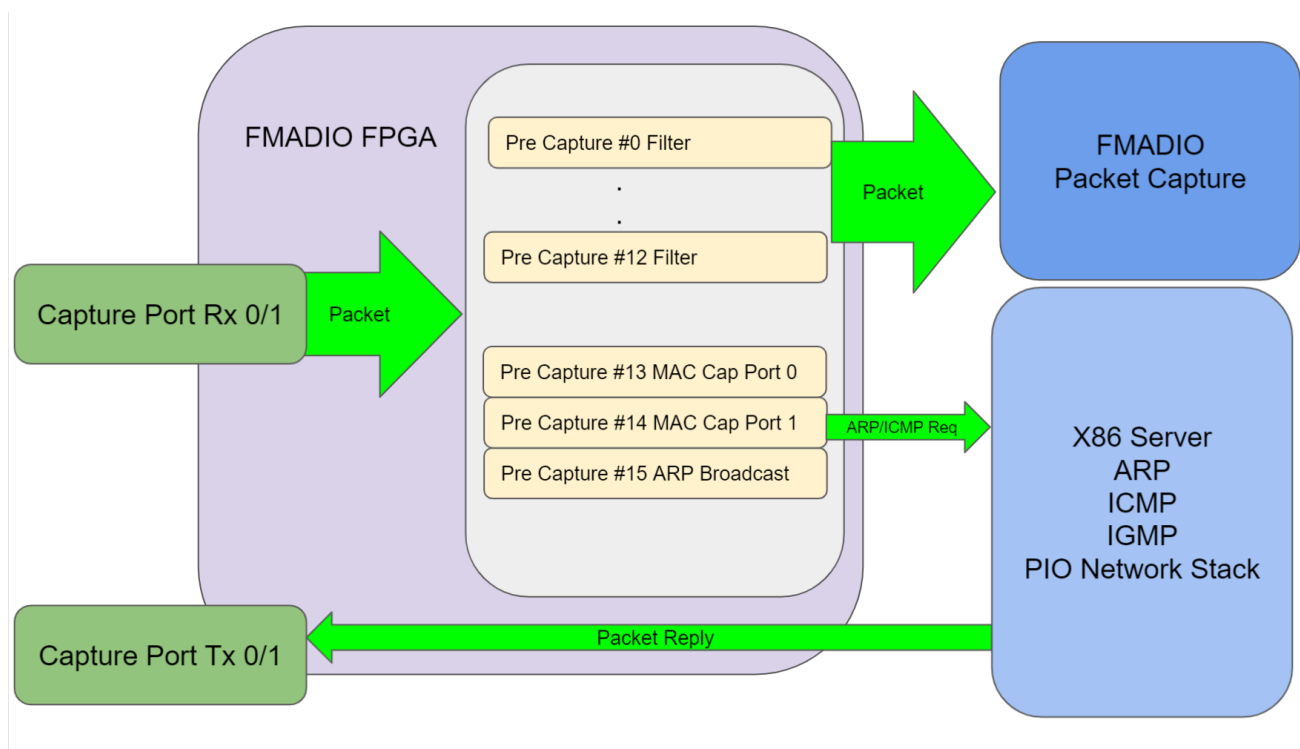 FMADIO FPGA
Pre Capture #0 Filter
.
.
Pre Capture #12 Filter
Packet
FMADIO
Packet Capture
Capture Port Rx 0/1
Packet
Pre Capture #13 MAC Cap Port 0
Pre Capture #14 MAC Cap Port 1
Pre Capture #15 ARP Broadcast
ARP/ICMP Req
X86 Server
ARP
ICMP
IGMP
PIO Network Stack
Packet Reply
Capture Port Tx 0/1